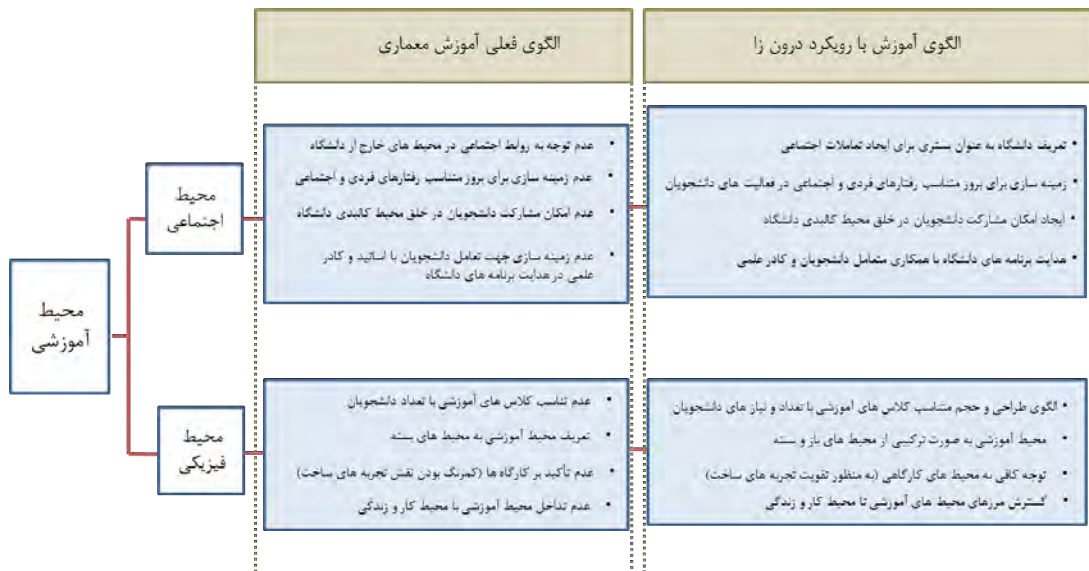 الگوی آموزش با رویکرد درون زا
الگوی فعلی آموزش معماری
محیط
آموزشی
محیط
اجتماعی
• عدم توجه به روابط اجتماعی در محیط های خارج از دانشگاه
• عدم زمینه سازی برای بروز متناسب رفتارهای فردی و اجتماعی
• عدم امکان مشارکت دانشجویان در خلق محیط کالبدی دانشگاه
• عدم زمینه سازی جهت تعامل دانشجویان با اساتید و کادر
علمی در هدایت برنامه های دانشگاه
• تعریف دانشگاه به عنوان بستری برای ایجاد تعاملات اجتماعی
• زمینه سازی برای بروز متناسب رفتارهای فردی و اجتماعی در فعالیت های دانشجویان
• ایجاد امکان مشارکت دانشجویان در خلق محیط کالبدی دانشگاه
• هدایت برنامه های دانشگاه با همکاری متعامل دانشجویان و کادر علمی
محیط
فیزیکی
• عدم تناسب کلاس های آموزشی با تعداد دانشجویان
• تعریف محیط آموزشی به محیط های بسته
• عدم تأکید بر کارگاه ها (کمرنگ بودن نقش تجربه های ساخت)
• عدم تداخل محیط آموزشی با محیط کار و زندگی
• الگوی طراحی و حجم متناسب کلاس های آموزشی با تعداد و نیاز های دانشجویان
• محیط آموزشی به صورت ترکیبی از محیط های باز و بسته
• توجه کافی به محیط های کارگاهی (به منظور تقویت تجربه های ساخت)
• گسترش مرزهای محیط های آموزشی تا محیط کار و زندگی